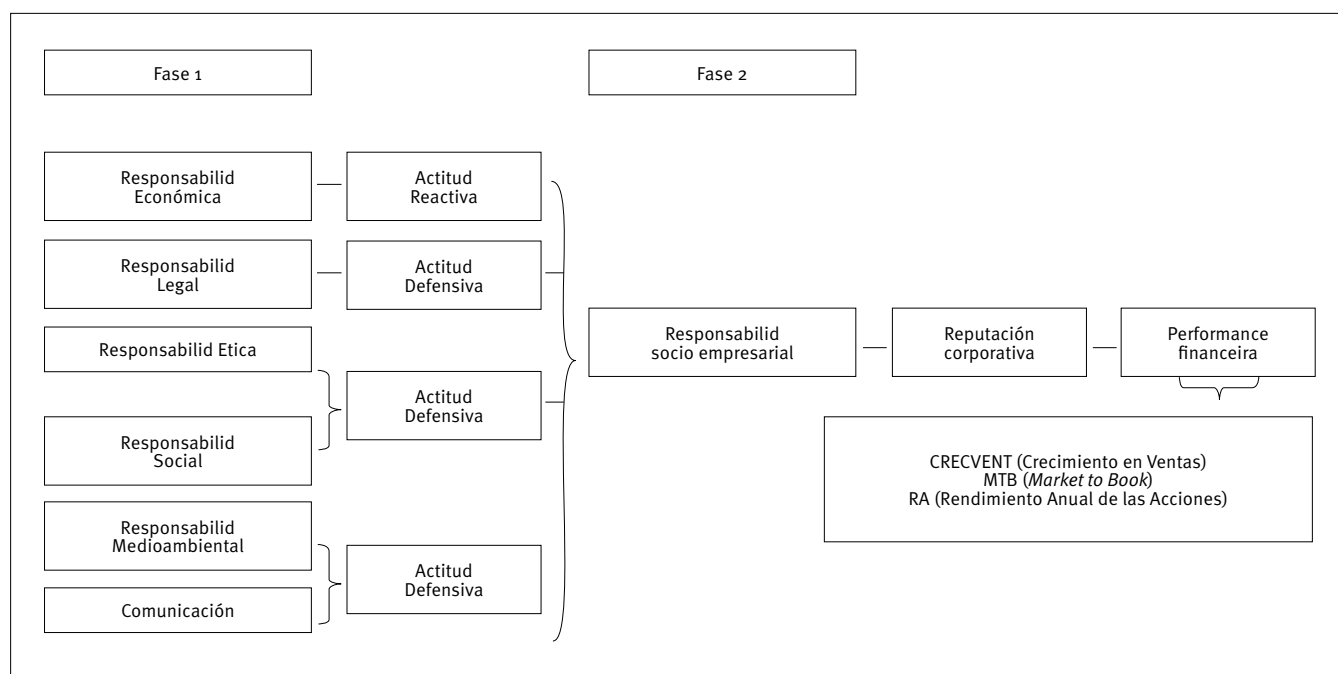 Fase 1
Fase 2
Responsabilid
Económica
Actitud
Reactiva
Responsabilid
Legal
Actitud
Defensiva
Responsabilid Etica
Responsabilid
Social
Actitud
Defensiva
Responsabilid
Medioambiental
Comunicación
Actitud
Defensiva
Responsabilid
socio empresarial
Reputación
corporativa
Performance
financeira
CRECVENT (Crecimiento en Ventas)
MTB (Market to Book)
RA (Rendimiento Anual de las Acciones)